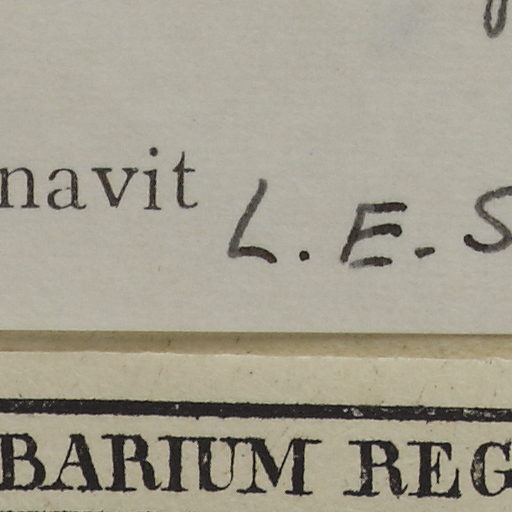 navit L. E. S
BARIUM REG